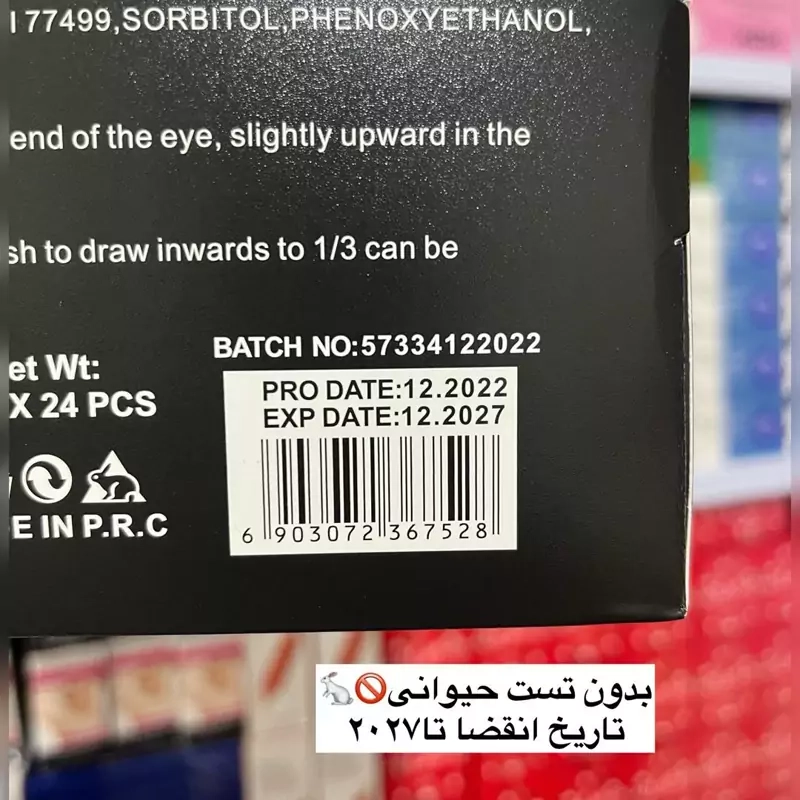 I 77499,SORBITOL,PHENOXYETHANOL,
end of the eye, slightly upward in the
sh to draw inwards to 1/3 can be
BATCH NO:57334122022
et Wt:
X 24 PCS
PRO DATE:12.2022
EXP DATE:12.2027
6 903072 367528
E IN P.R.C
بدون تست حیوانی🚫🐇
تاریخ انقضا تا۲۰۲۷